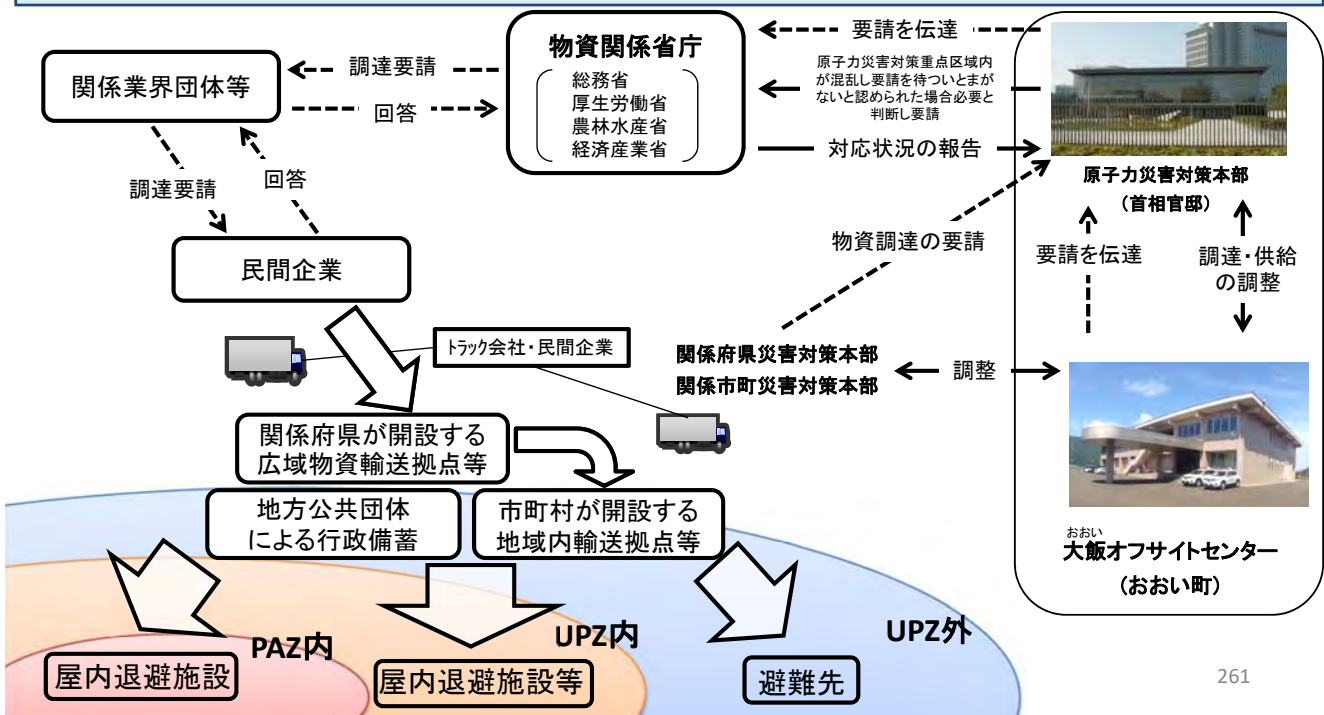 要請を伝達
物資関係省庁
総務省
厚生労働省
農林水産省
経済産業省
調達要請
関係業界団体等
回答
原子力災害対策重点区域内
が混乱し要請を待ついとまが
ないと認められた場合必要と
判断し要請
対応状況の報告
原子力災害対策本部
(首相官邸)
調達要請
回答
物資調達の要請
要請を伝達
調達・供給
の調整
民間企業
トラック会社・民間企業
関係府県災害対策本部
関係市町災害対策本部
調整
関係府県が開設する
広域物資輸送拠点等
地方公共団体
による行政備蓄
市町村が開設する
地域内輸送拠点等
おおい
大飯オフサイトセンター
(おおい町)
PAZ内
UPZ内
UPZ外
屋内退避施設
屋内退避施設等
避難先
261